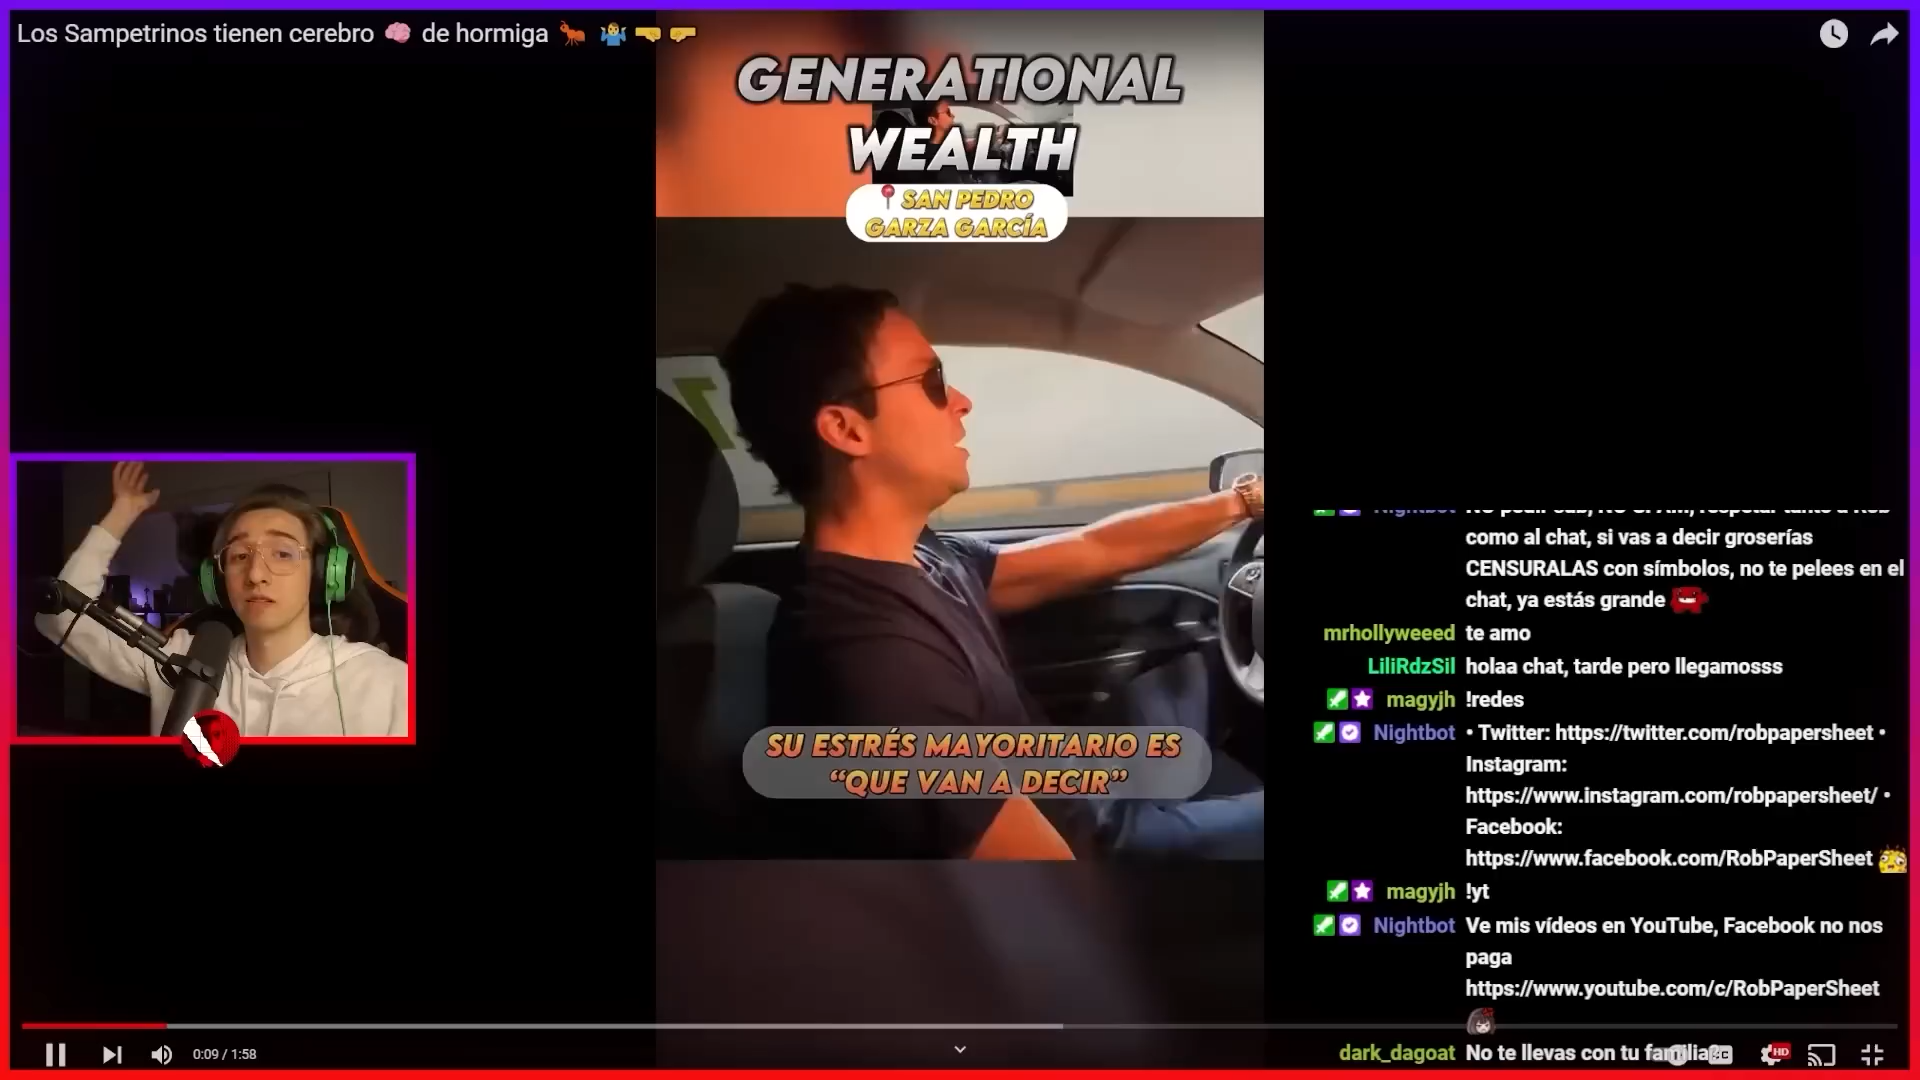 Los Sampetrinos tienen cerebro 🧠 de hormiga 🐜 🤷‍♂️ 🤜 🤛
GENERATIONAL
WEALTH
📍 SAN PEDRO
GARZA GARCÍA
SU ESTRÉS MAYORITARIO ES
“QUE VAN A DECIR”
como al chat, si vas a decir groserías
CENSURALAS con símbolos, no te pelees en el
chat, ya estás grande
mrhollyweeed te amo
LiliRdzSil holaa chat, tarde pero llegamosss
magyjh !redes
Nightbot • Twitter: https://twitter.com/robpapersheet •
Instagram:
https://www.instagram.com/robpapersheet/ •
Facebook:
https://www.facebook.com/RobPaperSheet
magyjh !yt
Nightbot Ve mis vídeos en YouTube, Facebook no nos
paga
https://www.youtube.com/c/RobPaperSheet
dark_dagoat No te llevas con tu familia?
0:09 / 1:58
HD